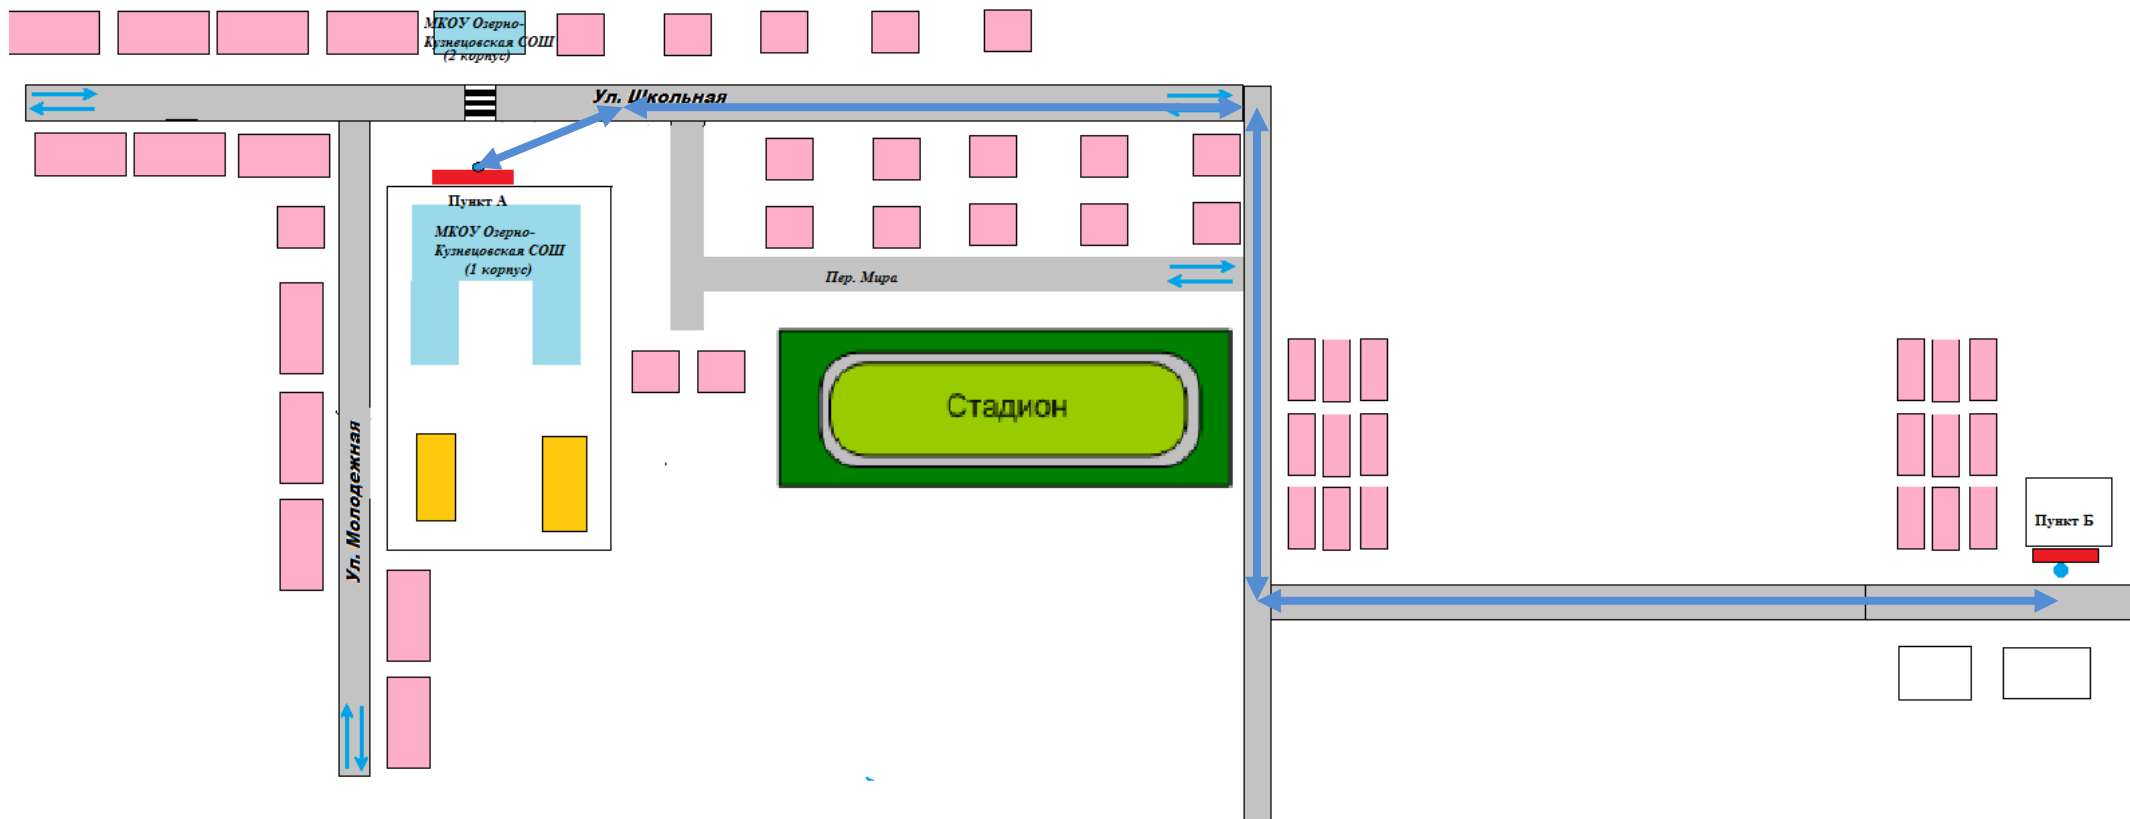 МКОУ Озерно-
Кузнецовская СОШ
(2 корпус)
Ул. Школьная
Пункт А
МКОУ Озерно-
Кузнецовская СОШ
(1 корпус)
Пер. Мира
Стадион
Ул. Молодежная
Пункт Б